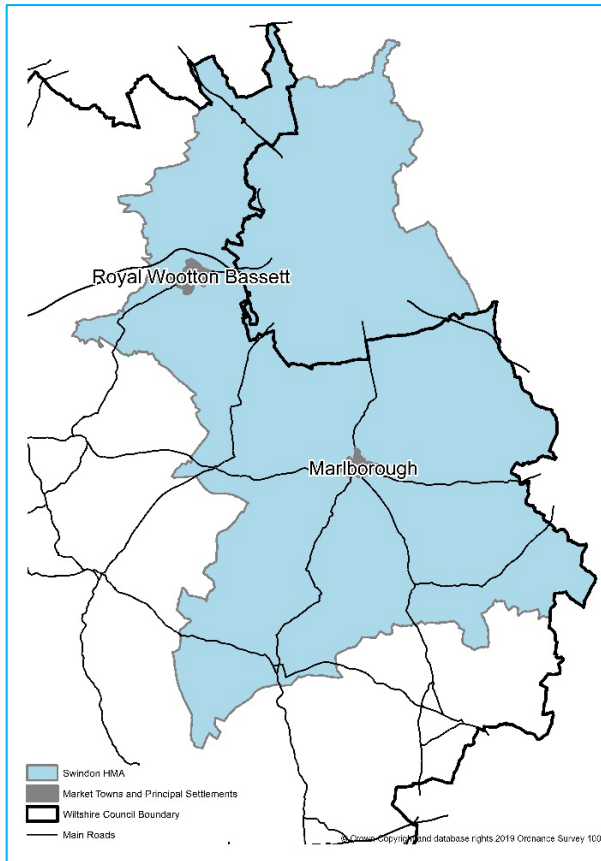 Royal Wootton Bassett
Marlborough
Swindon HMA
Market Towns and Principal Settlements
Wiltshire Council Boundary
Main Roads
© Crown Copyright and database rights 2019 Ordnance Survey 100